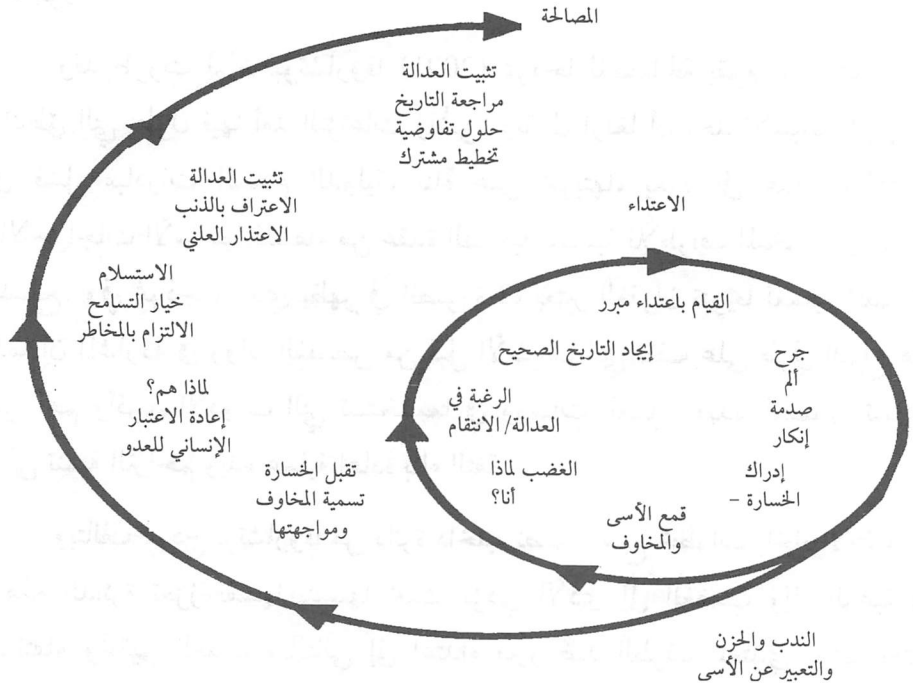 المصالحة
تثبيت العدالة
مراجعة التاريخ
حلول تفاوضية
تخطيط مشترك
تثبيت العدالة
الاعتراف بالذنب
الاعتذار العلني
الاستسلام
خيار التسامح
الالتزام بالمخاطر
لماذا هم؟
إعادة الاعتبار
الإنساني للعدو
تقبل الخسارة
تسمية المخاوف
ومواجهتها
الاعتداء
القيام باعتداء مبرر
إيجاد التاريخ الصحيح
جرح
ألم
صدمة
إنكار
إدراك
الخسارة –
الرغبة في
العدالة/ الانتقام
الغضب لماذا
أنا؟
قمع الأسى
والمخاوف
الندب والحزن
والتعبير عن الأسى